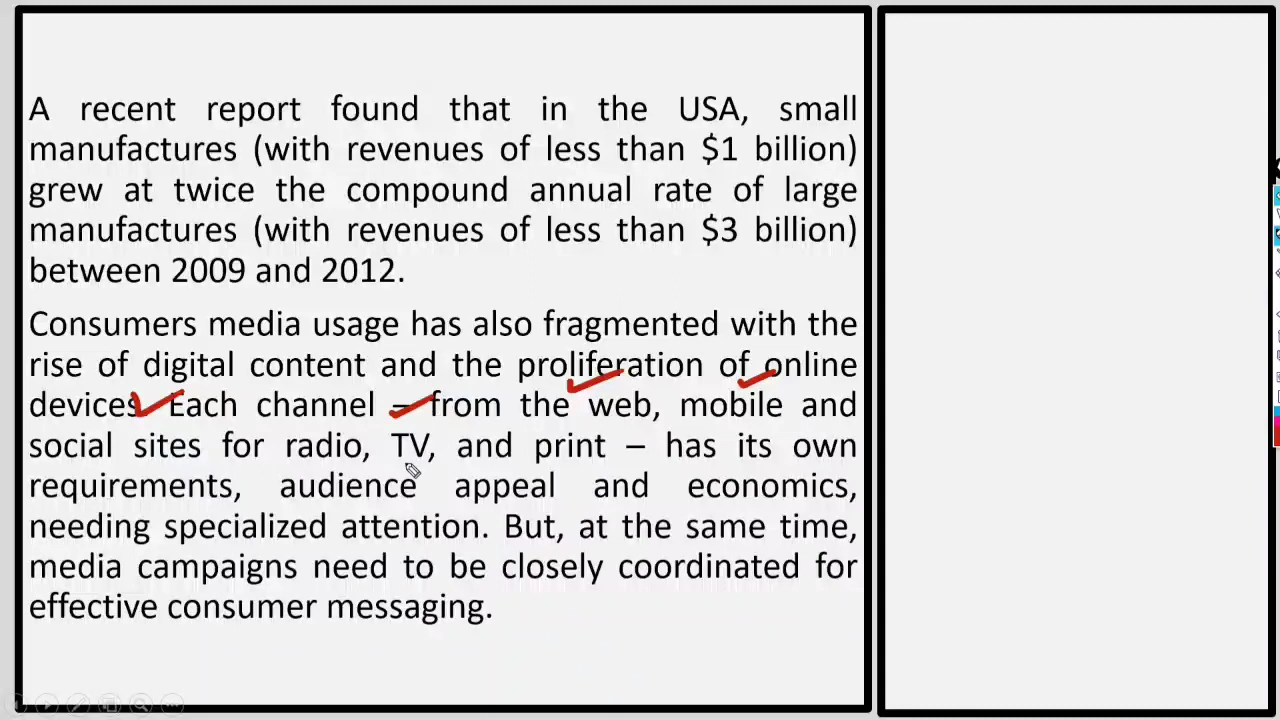 A recent report found that in the USA, small
manufactures (with revenues of less than $1 billion)
grew at twice the compound annual rate of large
manufactures (with revenues of less than $3 billion)
between 2009 and 2012.
Consumers media usage has also fragmented with the
rise of digital content and the proliferation of online
devices. Each channel – from the web, mobile and
social sites for radio, TV, and print – has its own
requirements, audience appeal and economics,
needing specialized attention. But, at the same time,
media campaigns need to be closely coordinated for
effective consumer messaging.